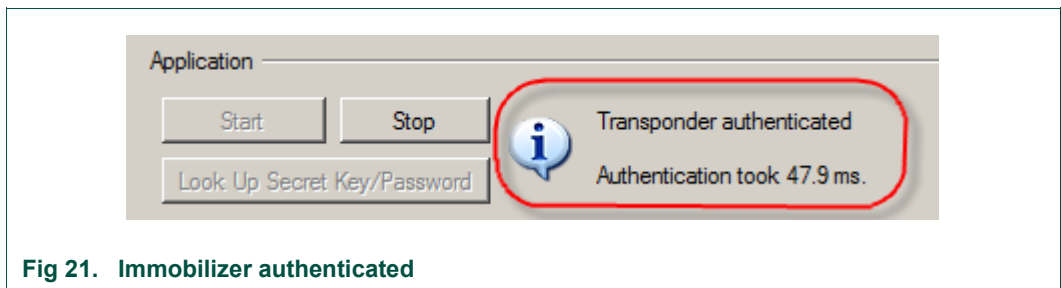 Application
Start
Stop
Transponder authenticated
Look Up Secret Key/Password
Authentication took 47.9 ms.
Fig 21. Immobilizer authenticated